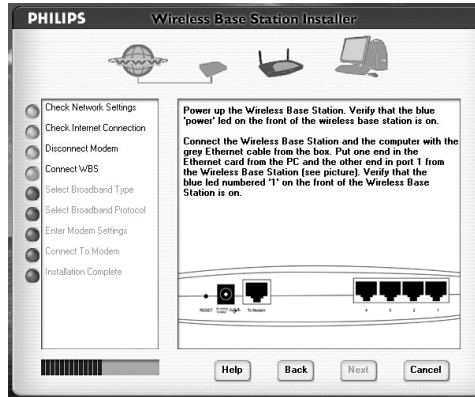 PHILIPS
Wireless Base Station Installer
Check Network Settings
Check Internet Connection
Disconnect Modem
Connect WBS
Select Broadband Type
Select Broadband Protocol
Enter Modem Settings
Connect To Modem
Installation Complete
Power up the Wireless Base Station. Verify that the blue
'power' led on the front of the wireless base station is on.
Connect the Wireless Base Station and the computer with the
grey Ethernet cable from the box. Put one end in the
Ethernet card from the PC and the other end in port 1 from
the Wireless Base Station (see picture). Verify that the
blue led numbered '1' on the front of the Wireless Base
Station is on.
RESET
To Modem
4 3 2 1
Help
Back
Next
Cancel